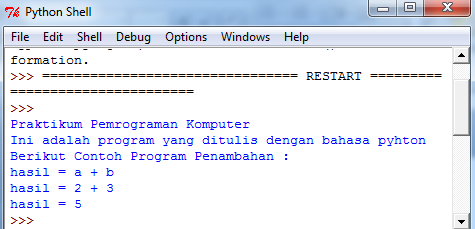 Python Shell
File Edit Shell Debug Options Windows Help
formation.
>>> ================================ RESTART =========
=======================
>>>
Praktikum Pemrograman Komputer
Ini adalah program yang ditulis dengan bahasa pyhton
Berikut Contoh Program Penambahan :
hasil = a + b
hasil = 2 + 3
hasil = 5
>>>